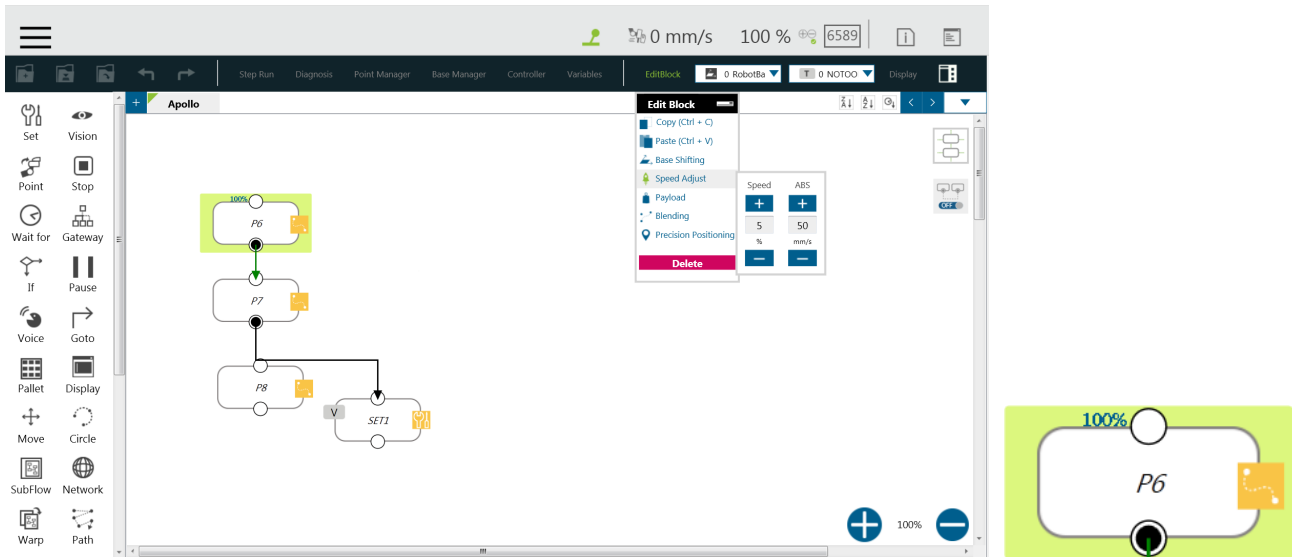 0 mm/s 100 % 6589
Step Run Diagnosis Point Manager Base Manager Controller Variables EditBlock 0 RobotBa T 0 NOTOO Display
+ Apollo
Set Vision
Point Stop
Wait for Gateway
If Pause
Voice Goto
Pallet Display
Move Circle
SubFlow Network
Warp Path
Edit Block
Copy (Ctrl + C)
Paste (Ctrl + V)
Base Shifting
Speed Adjust
Payload
Blending
Precision Positioning
Delete
Speed ABS
+ +
5 50
% mm/s
Z A A Z
OFF
100%
P6
P7
P8
V SET1
100%
100%
P6